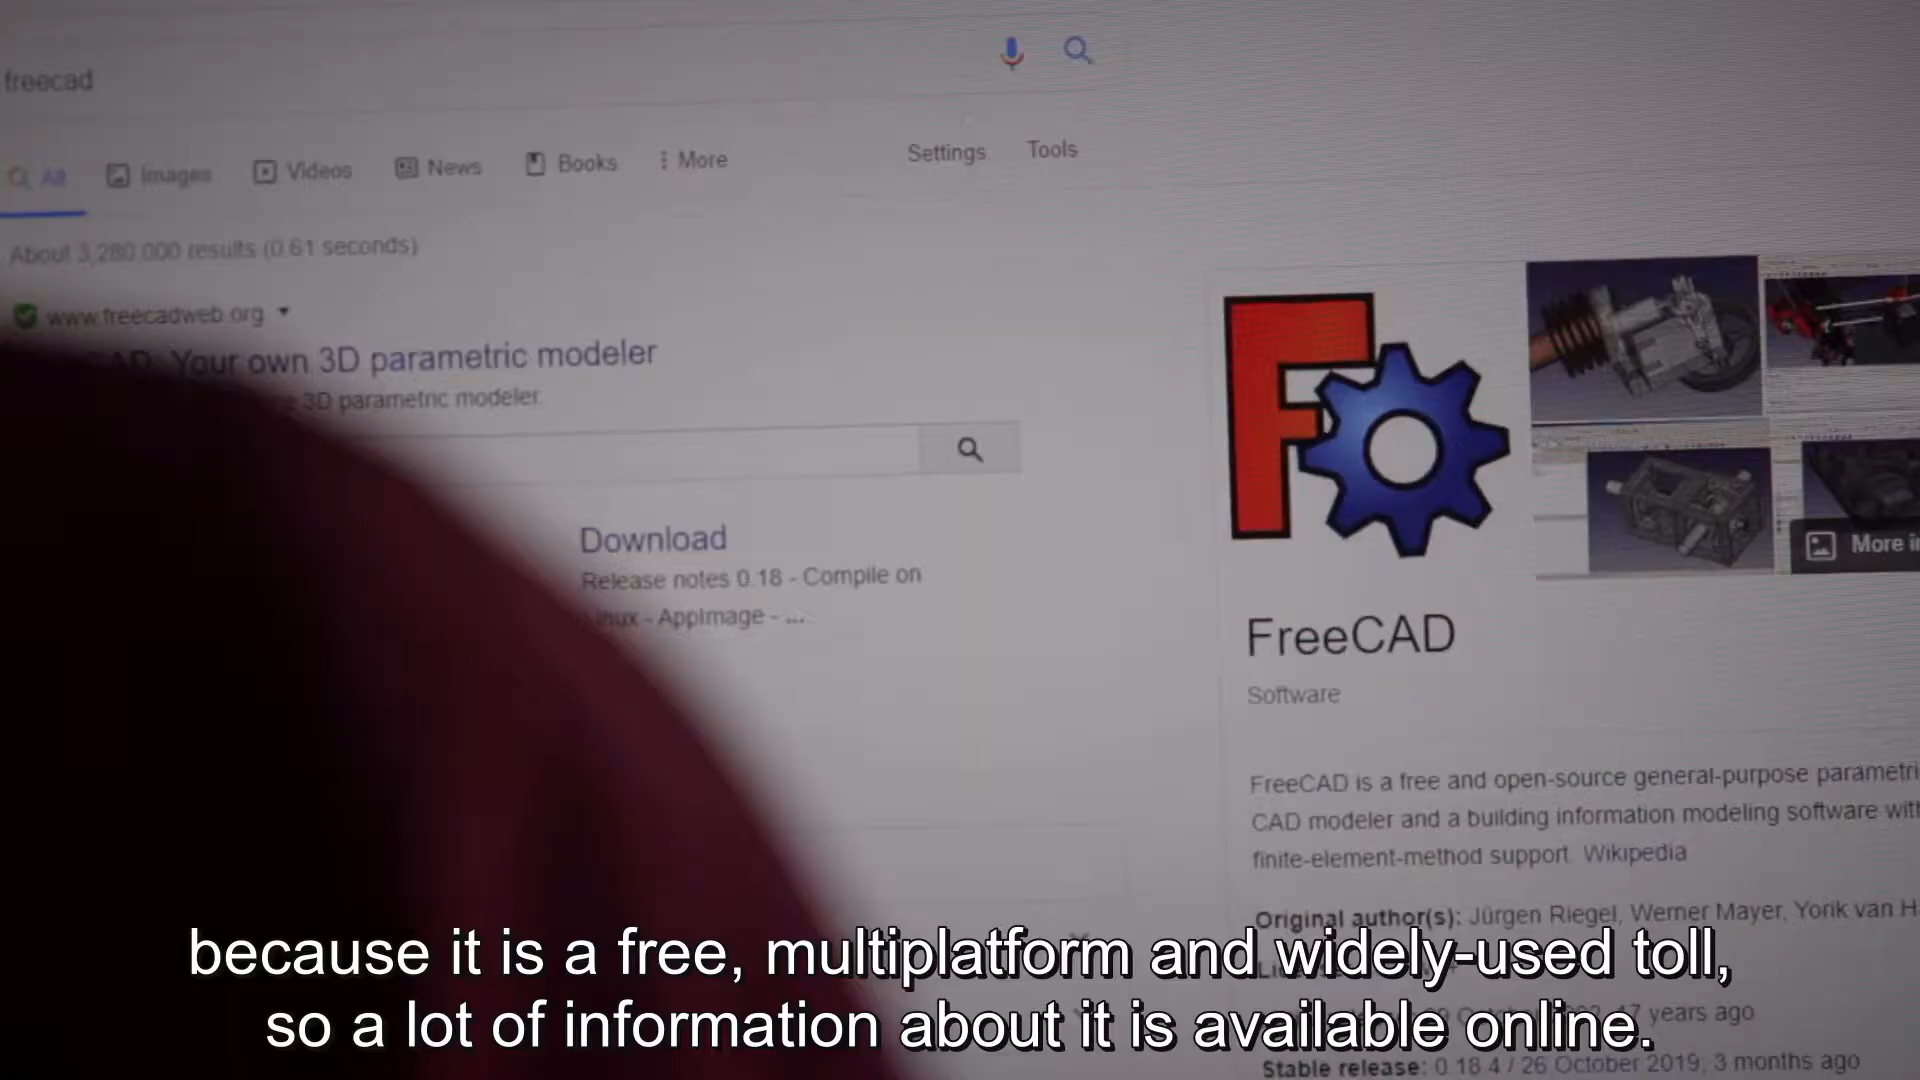 freecad
All Images Videos News Books More Settings Tools
About 3,280,000 results (0.61 seconds)
www.freecadweb.org
Your own 3D parametric modeler
3D parametric modeler.
Download
Release notes 0.18 - Compile on
Linux - AppImage - ...
More
FreeCAD
Software
FreeCAD is a free and open-source general-purpose
CAD modeler and a building information modeling software
finite-element-method support. Wikipedia
Original author(s): Jürgen Riegel, Werner Mayer, Yorik van
years ago
Stable release: 0.18.4 / 26 October 2019, 3 months ago
because it is a free, multiplatform and widely-used toll,
so a lot of information about it is available online.